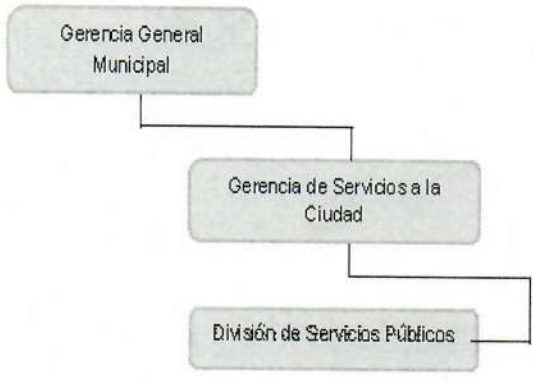 Gerencia General
Municipal
Gerencia de Servicios a la
Ciudad
División de Servicios Públicos